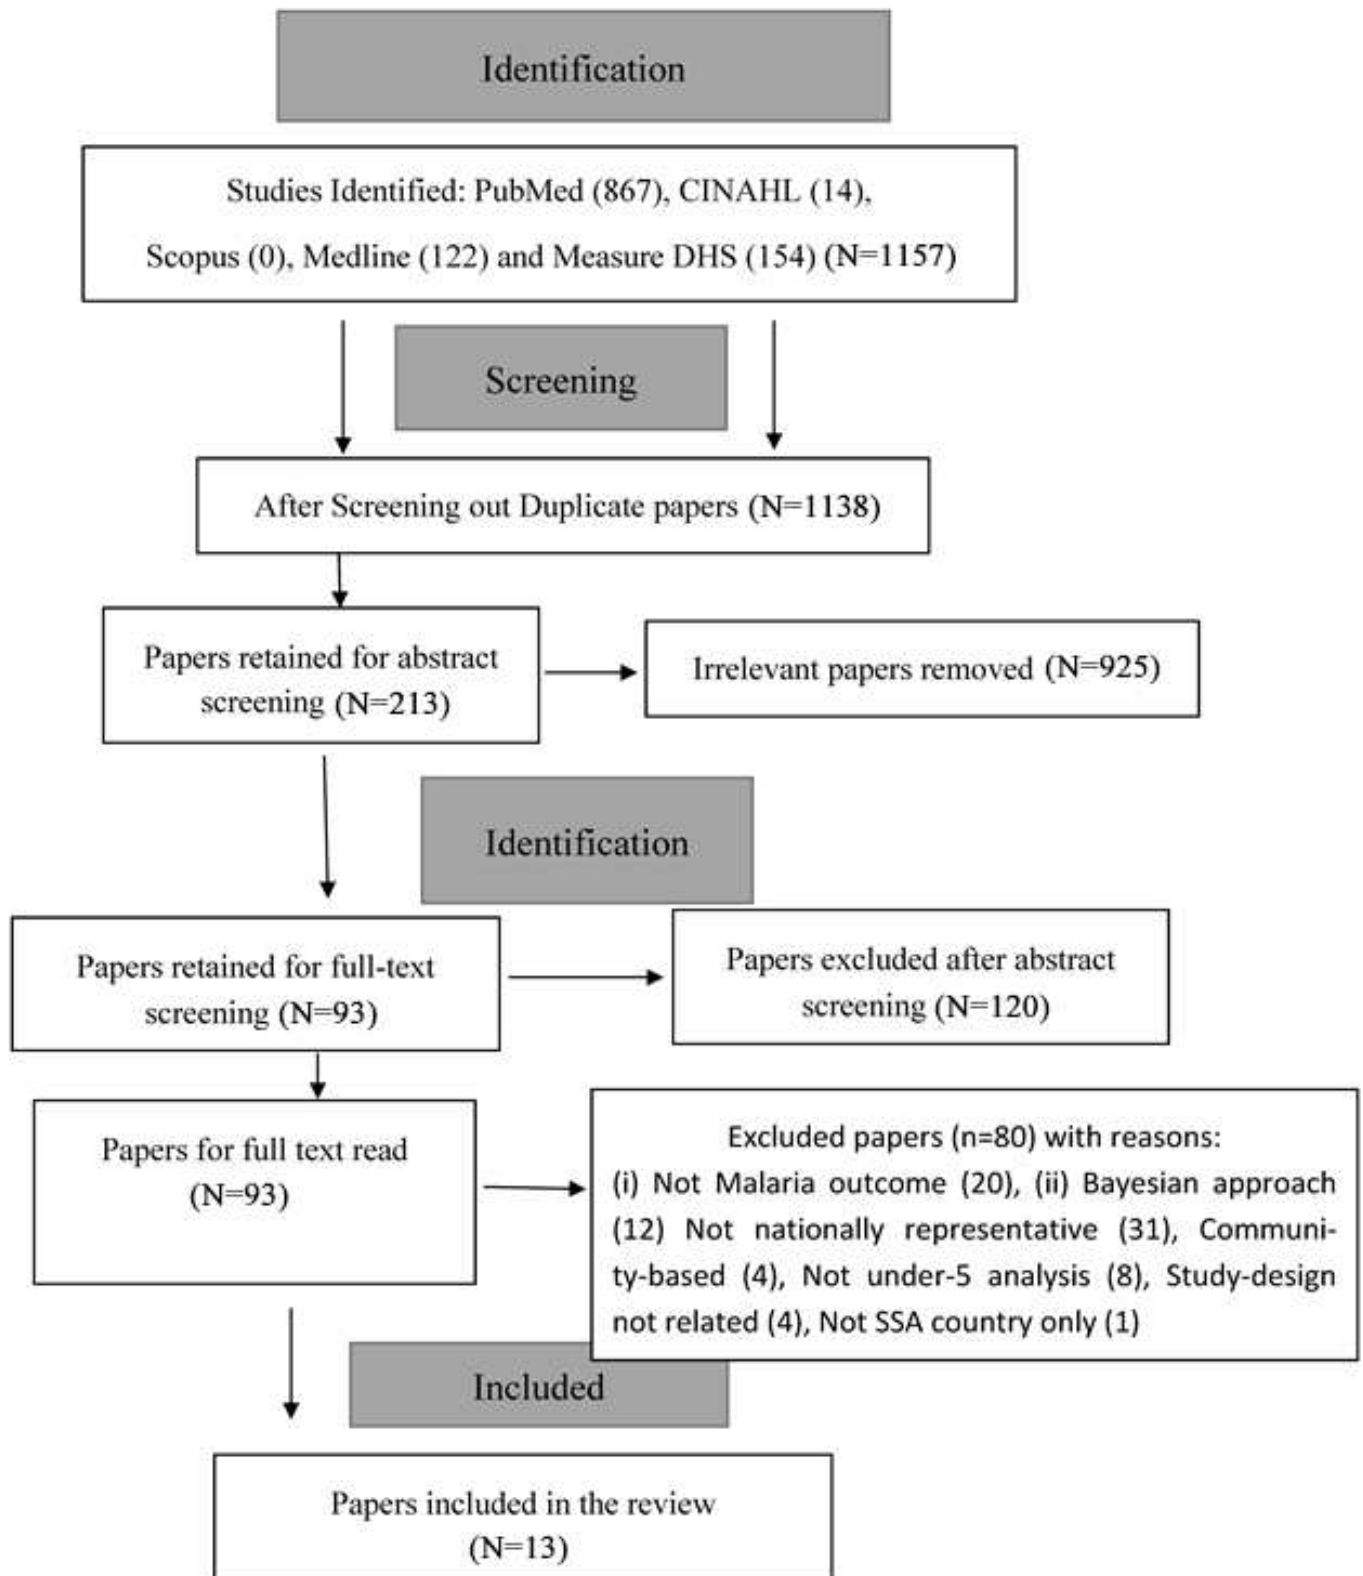 Identification
Studies Identified: PubMed (867), CINAHL (14),
Scopus (0), Medline (122) and Measure DHS (154) (N=1157)
Screening
After Screening out Duplicate papers (N=1138)
Papers retained for abstract
screening (N=213)
Irrelevant papers removed (N=925)
Identification
Papers retained for full-text
screening (N=93)
Papers excluded after abstract
screening (N=120)
Papers for full text read
(N=93)
Excluded papers (n=80) with reasons:
(i) Not Malaria outcome (20), (ii) Bayesian approach
(12) Not nationally representative (31), Communi-
ty-based (4), Not under-5 analysis (8), Study-design
not related (4), Not SSA country only (1)
Included
Papers included in the review
(N=13)